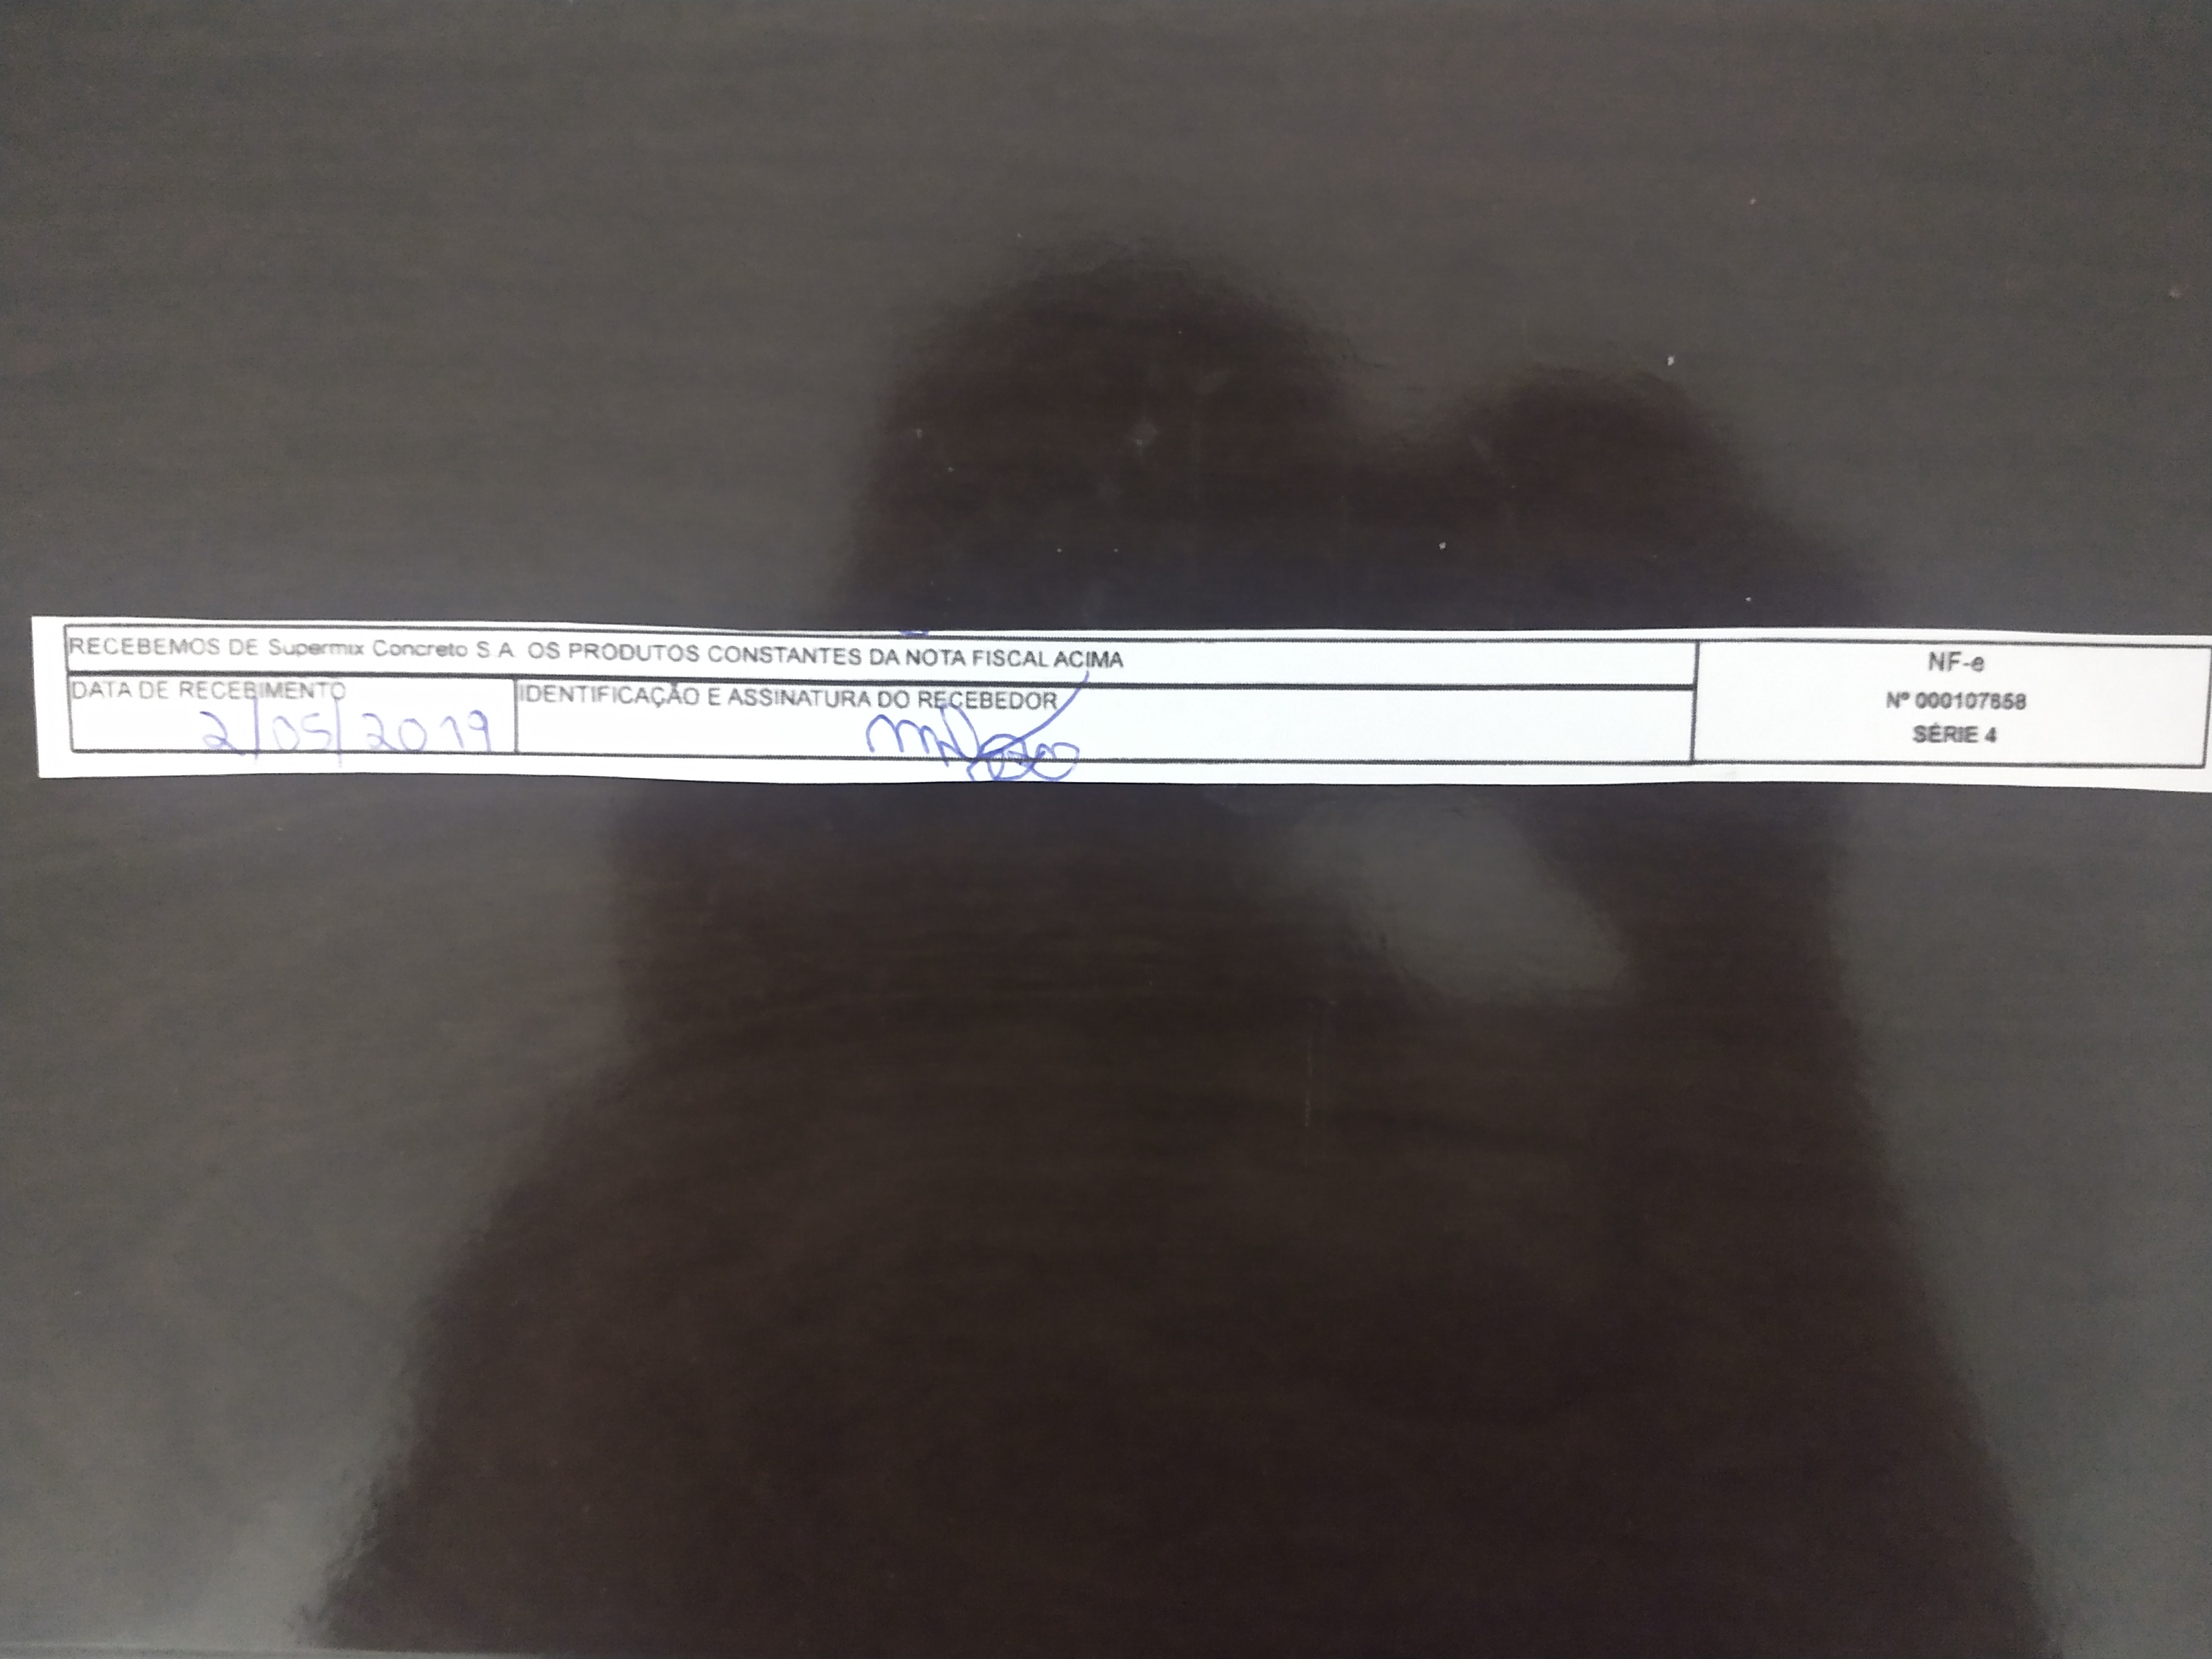 RECEBEMOS DE Supermix Concreto S.A. OS PRODUTOS CONSTANTES DA NOTA FISCAL ACIMA
DATA DE RECEBIMENTO
2/05/2019
IDENTIFICAÇÃO E ASSINATURA DO RECEBEDOR
NF-e
Nº 000107858
SÉRIE 4